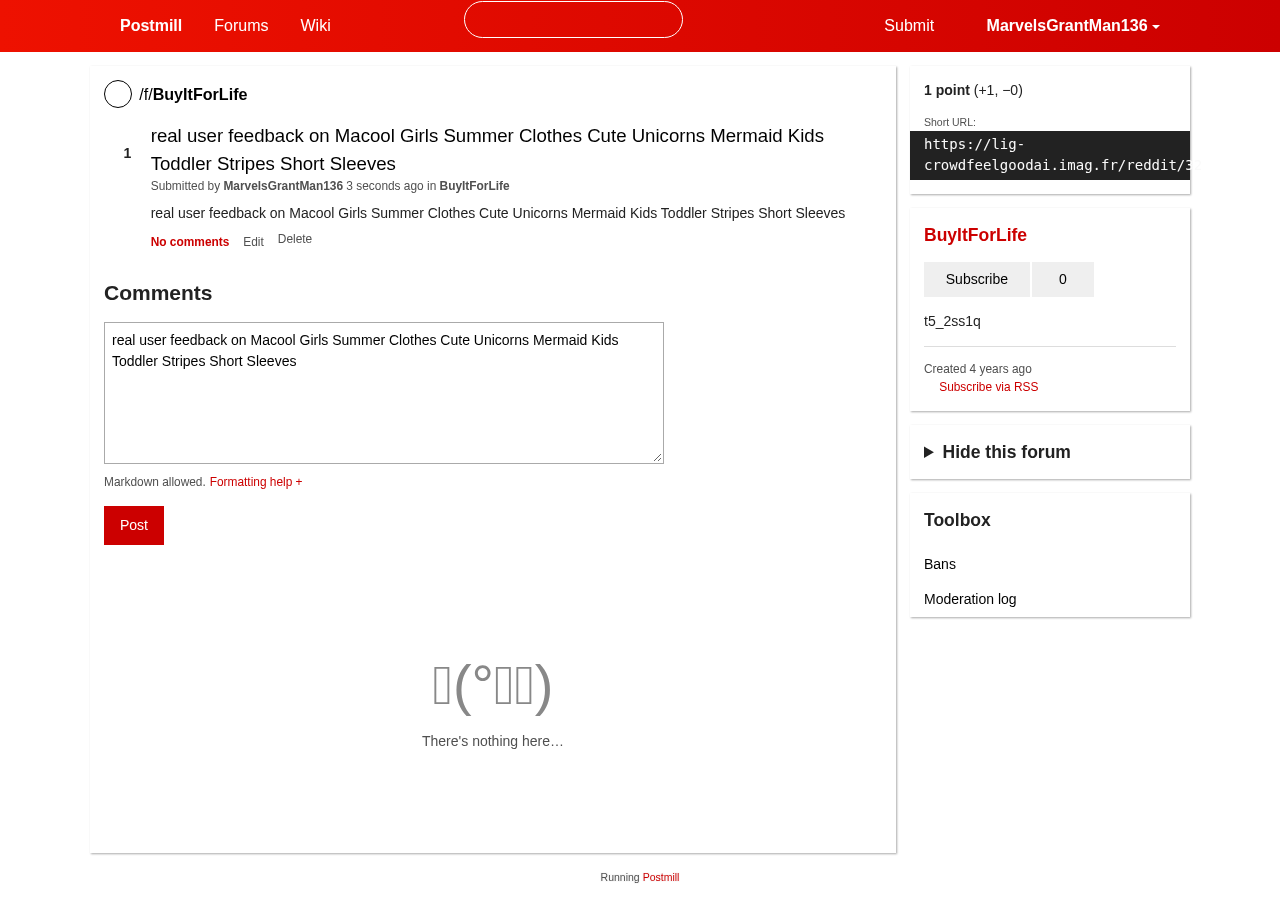 Postmill Forums Wiki Submit MarvelsGrantMan136
/f/BuyItForLife
1
real user feedback on Macool Girls Summer Clothes Cute Unicorns Mermaid Kids
Toddler Stripes Short Sleeves
Submitted by MarvelsGrantMan136 3 seconds ago in BuyItForLife
real user feedback on Macool Girls Summer Clothes Cute Unicorns Mermaid Kids Toddler Stripes Short Sleeves
No comments Edit Delete
Comments
real user feedback on Macool Girls Summer Clothes Cute Unicorns Mermaid Kids
Toddler Stripes Short Sleeves
Markdown allowed. Formatting help +
Post
There's nothing here…
1 point (+1, −0)
Short URL:
https://lig-
crowdfeelgoodai.imag.fr/reddit/3
BuyItForLife
Subscribe 0
t5_2ss1q
Created 4 years ago
Subscribe via RSS
Hide this forum
Toolbox
Bans
Moderation log
Running Postmill